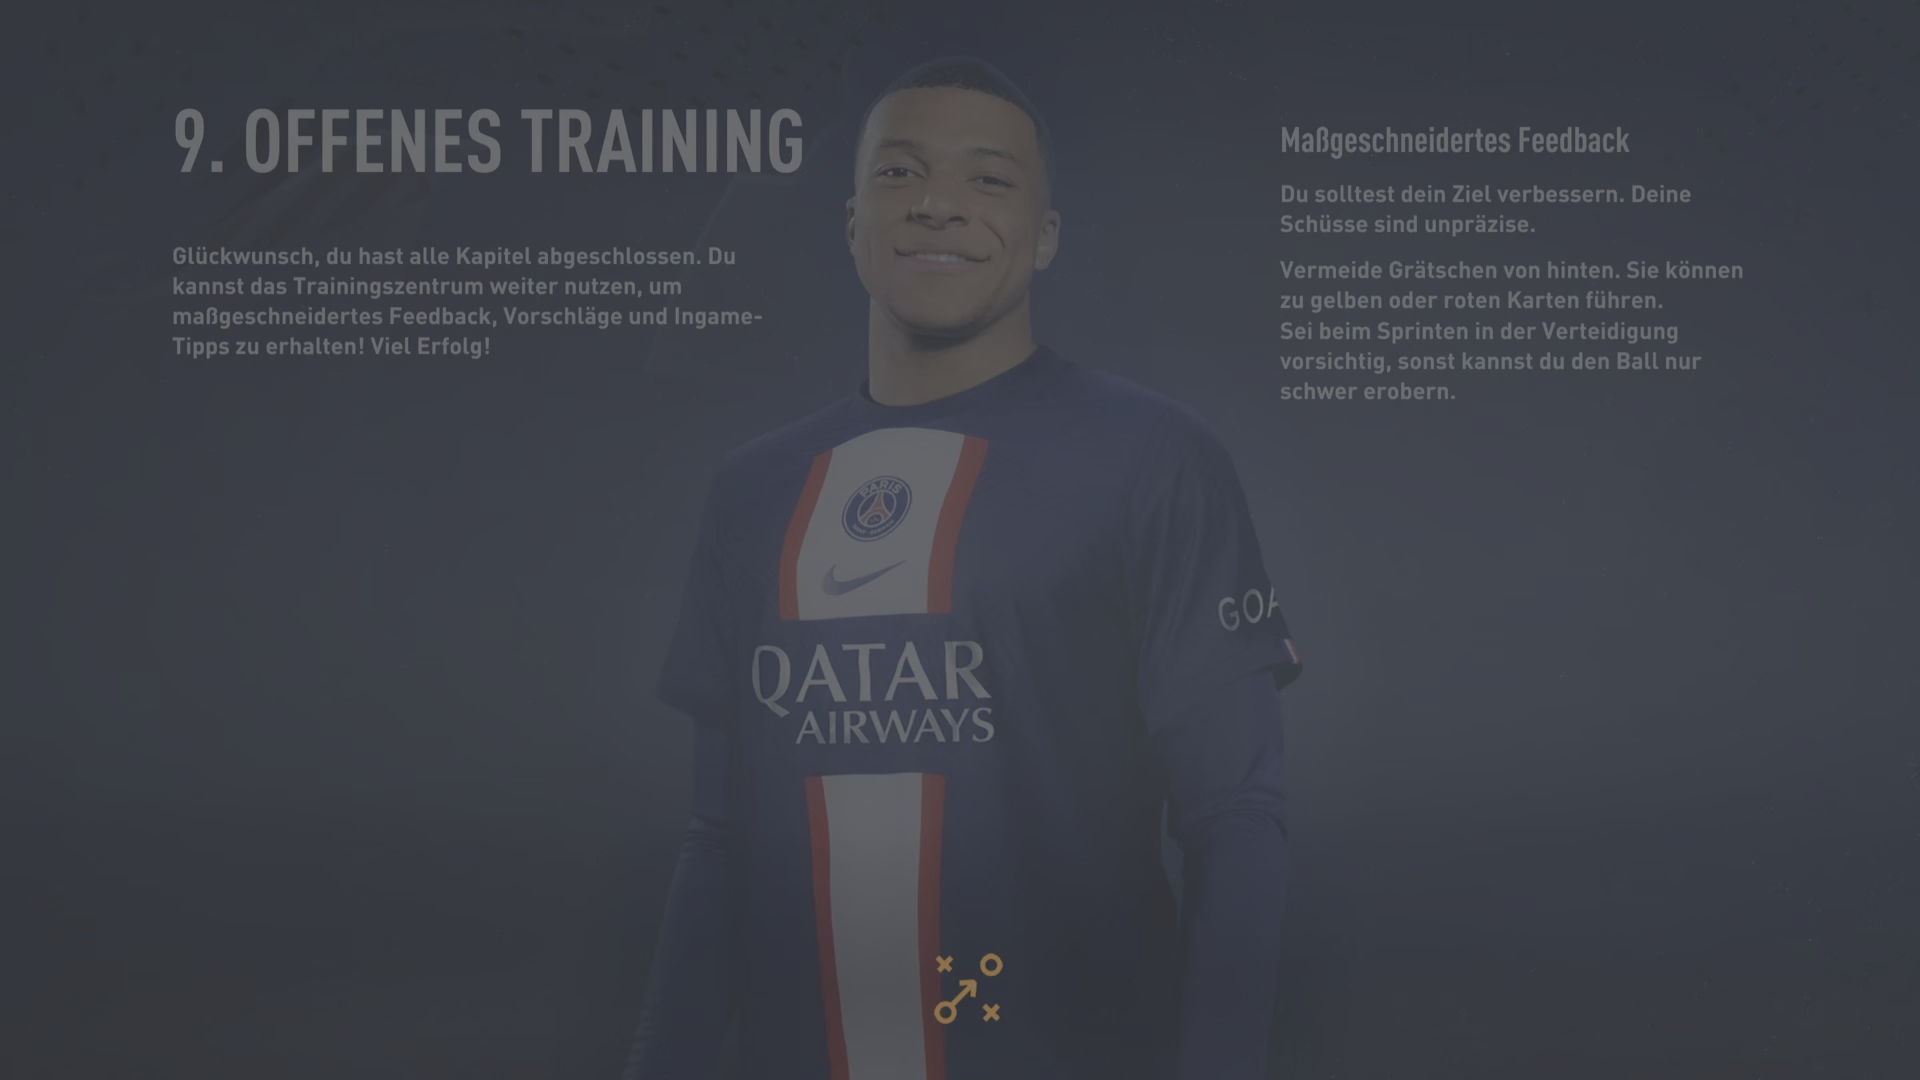 9. OFFENES TRAINING
Glückwunsch, du hast alle Kapitel abgeschlossen. Du
kannst das Trainingszentrum weiter nutzen, um
maßgeschneidertes Feedback, Vorschläge und Ingame-
Tipps zu erhalten! Viel Erfolg!
Maßgeschneidertes Feedback
Du solltest dein Ziel verbessern. Deine
Schüsse sind unpräzise.
Vermeide Grätschen von hinten. Sie können
zu gelben oder roten Karten führen.
Sei beim Sprinten in der Verteidigung
vorsichtig, sonst kannst du den Ball nur
schwer erobern.
PARIS
GOA
QATAR
AIRWAYS